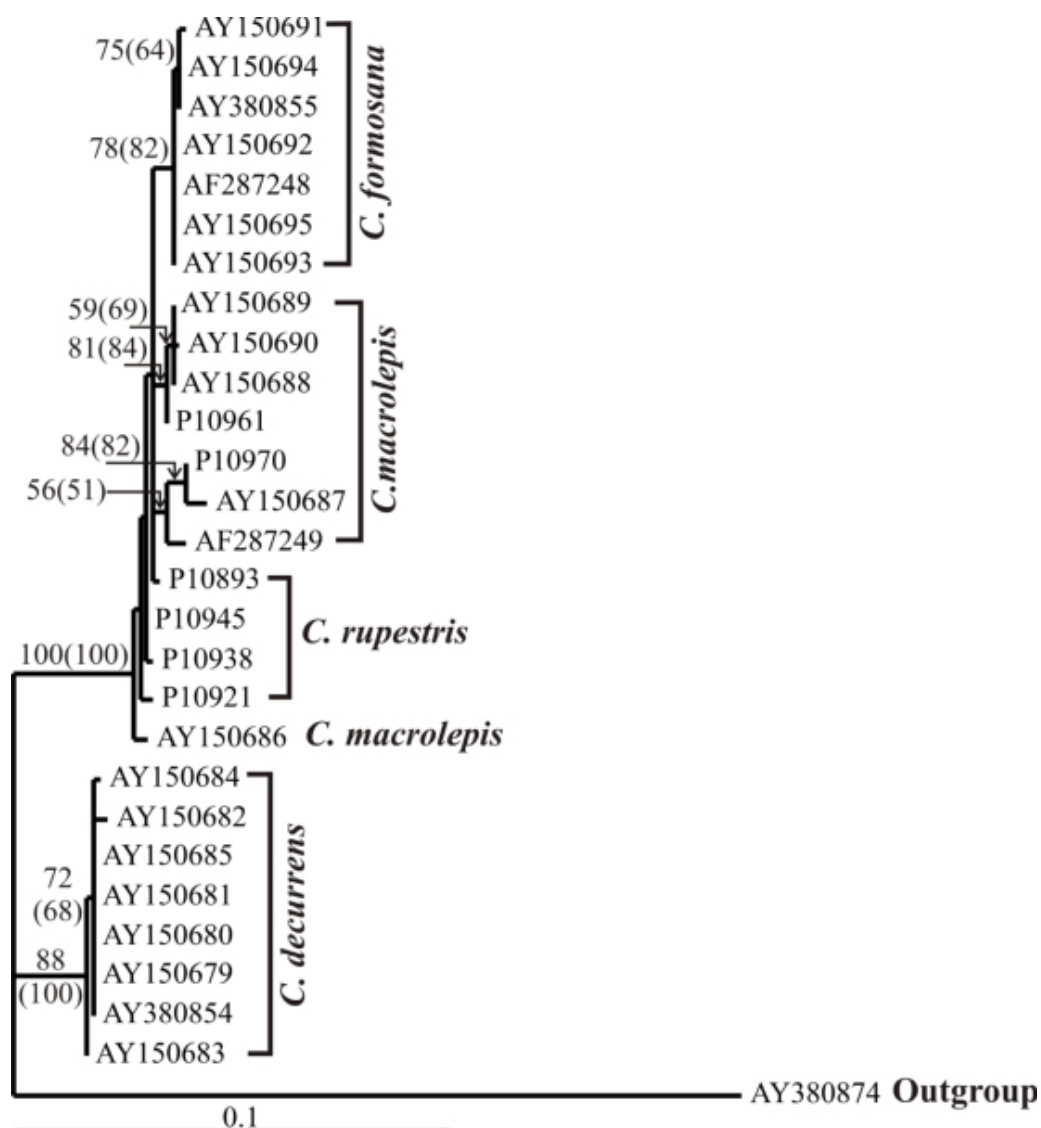 AY150691
75(64)
AY150694
AY380855
78(82)
AY150692
AF287248
AY150695
AY150693
C. formosana
59(69)
AY150689
AY150690
81(84)
AY150688
P10961
84(82)
P10970
56(51)
AY150687
AF287249
C.macrolepis
P10893
P10945
P10938
P10921
C. rupestris
100(100)
AY150686 C. macrolepis
AY150684
AY150682
AY150685
72
(68)
AY150681
AY150680
88
(100)
AY150679
AY380854
AY150683
C. decurrens
AY380874 Outgroup
0.1